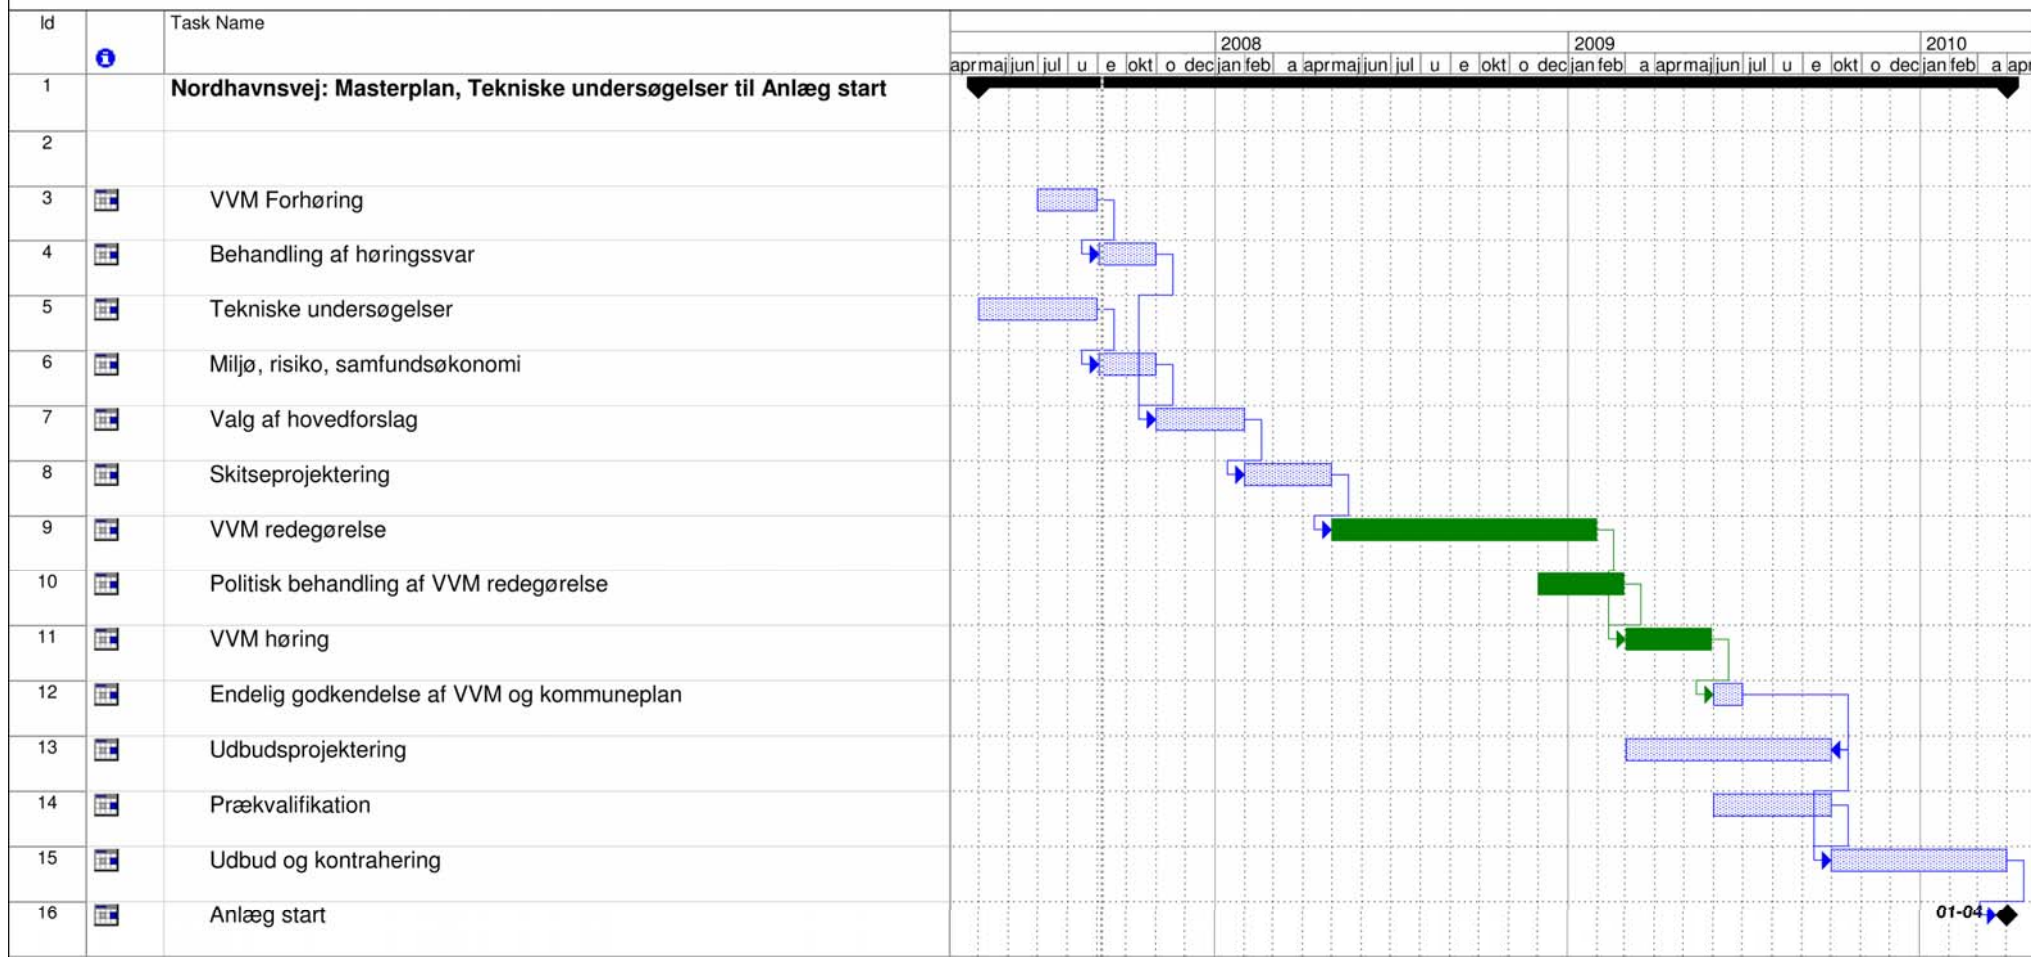 Id Task Name
2008 2009 2010
apr maj jun jul u e okt o dec jan feb a apr maj jun jul u e okt o dec jan feb a apr maj jun jul u e okt o dec jan feb a apr
1 Nordhavnsvej: Masterplan, Tekniske undersøgelser til Anlæg start
2
3 VVM Forhøring
4 Behandling af høringssvar
5 Tekniske undersøgelser
6 Miljø, risiko, samfundsøkonomi
7 Valg af hovedforslag
8 Skitseprojektering
9 VVM redegørelse
10 Politisk behandling af VVM redegørelse
11 VVM høring
12 Endelig godkendelse af VVM og kommuneplan
13 Udbudsprojektering
14 Prækvalifikation
15 Udbud og kontrahering
16 Anlæg start 01-04